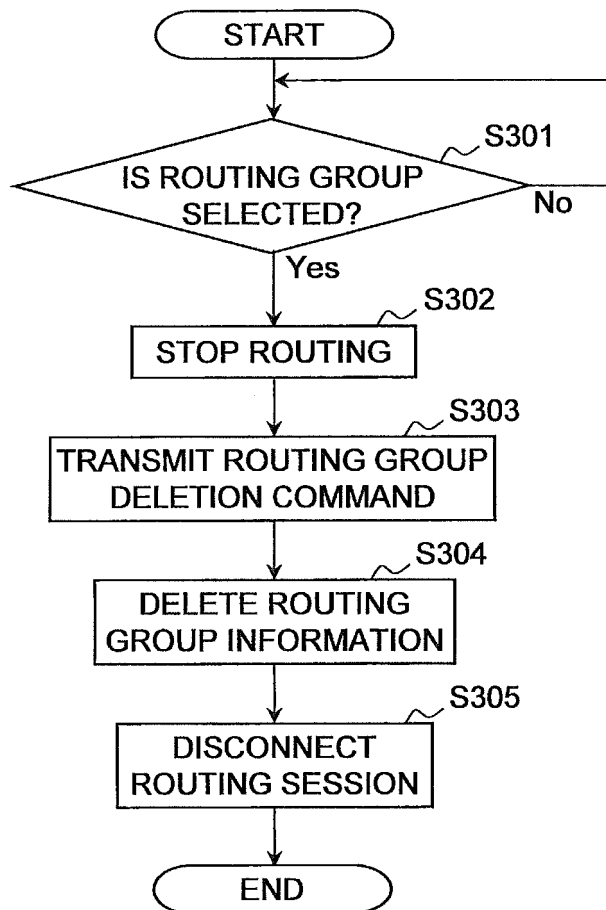 START
S301
IS ROUTING GROUP
SELECTED?
No
Yes
S302
STOP ROUTING
S303
TRANSMIT ROUTING GROUP
DELETION COMMAND
S304
DELETE ROUTING
GROUP INFORMATION
S305
DISCONNECT
ROUTING SESSION
END